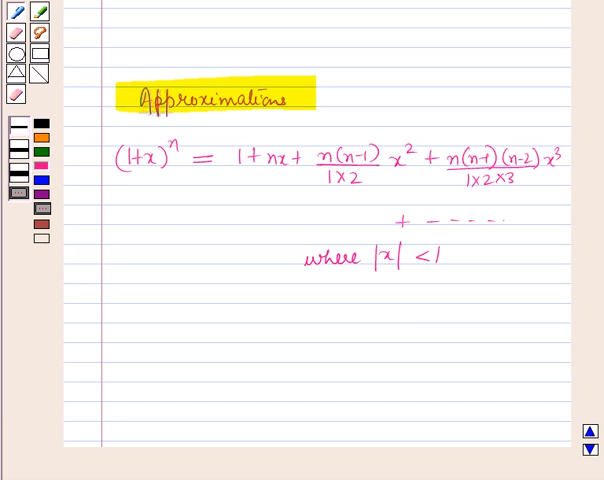 Approximations
(1+x)^n = 1 + nx + n(n-1)/1×2 x^2 + n(n-1)(n-2)/1×2×3 x^3
+ - - - - - -
where |x| < 1